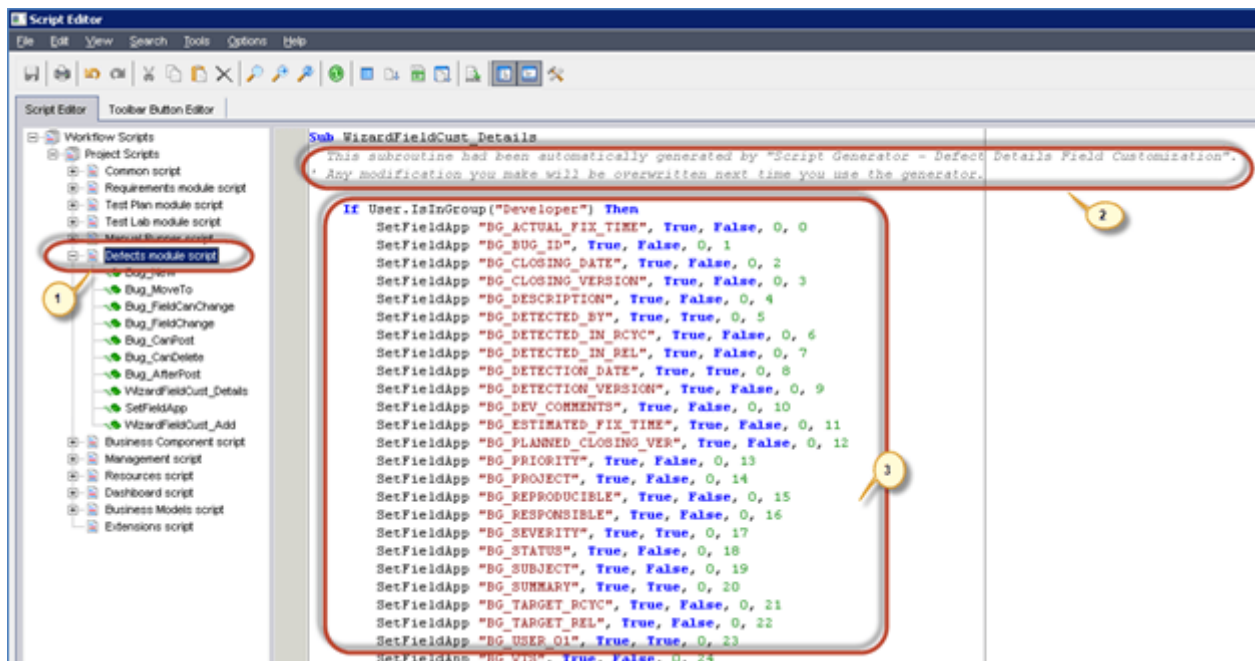 Script Editor
File Edit View Search Tools Options Help
Script Editor Toolbar Button Editor
Workflow Scripts
Project Scripts
Common script
Requirements module script
Test Plan module script
Test Lab module script
Manual Runner script
Defects module script
Bug_New
Bug_MoveTo
Bug_FieldCanChange
Bug_FieldChange
Bug_CanPost
Bug_CanDelete
Bug_AfterPost
WizardFieldCust_Details
SetFieldApp
WizardFieldCust_Add
Business Component script
Management script
Resources script
Dashboard script
Business Models script
Extensions script
1
Sub WizardFieldCust_Details
This subroutine had been automatically generated by "Script Generator - Defect Details Field Customization".
' Any modification you make will be overwritten next time you use the generator.
2
If User.IsInGroup("Developer") Then
SetFieldApp "BG_ACTUAL_FIX_TIME", True, False, 0, 0
SetFieldApp "BG_BUG_ID", True, False, 0, 1
SetFieldApp "BG_CLOSING_DATE", True, False, 0, 2
SetFieldApp "BG_CLOSING_VERSION", True, False, 0, 3
SetFieldApp "BG_DESCRIPTION", True, False, 0, 4
SetFieldApp "BG_DETECTED_BY", True, True, 0, 5
SetFieldApp "BG_DETECTED_IN_RCYC", True, False, 0, 6
SetFieldApp "BG_DETECTED_IN_REL", True, False, 0, 7
SetFieldApp "BG_DETECTION_DATE", True, True, 0, 8
SetFieldApp "BG_DETECTION_VERSION", True, False, 0, 9
SetFieldApp "BG_DEV_COMMENTS", True, False, 0, 10
SetFieldApp "BG_ESTIMATED_FIX_TIME", True, False, 0, 11
SetFieldApp "BG_PLANNED_CLOSING_VER", True, False, 0, 12
SetFieldApp "BG_PRIORITY", True, False, 0, 13
SetFieldApp "BG_PROJECT", True, False, 0, 14
SetFieldApp "BG_REPRODUCIBLE", True, False, 0, 15
SetFieldApp "BG_RESPONSIBLE", True, False, 0, 16
SetFieldApp "BG_SEVERITY", True, True, 0, 17
SetFieldApp "BG_STATUS", True, False, 0, 18
SetFieldApp "BG_SUBJECT", True, False, 0, 19
SetFieldApp "BG_SUMMARY", True, True, 0, 20
SetFieldApp "BG_TARGET_RCYC", True, False, 0, 21
SetFieldApp "BG_TARGET_REL", True, False, 0, 22
SetFieldApp "BG_USER_01", True, True, 0, 23
SetFieldApp "BG_VTS", True, False, 0, 24
3